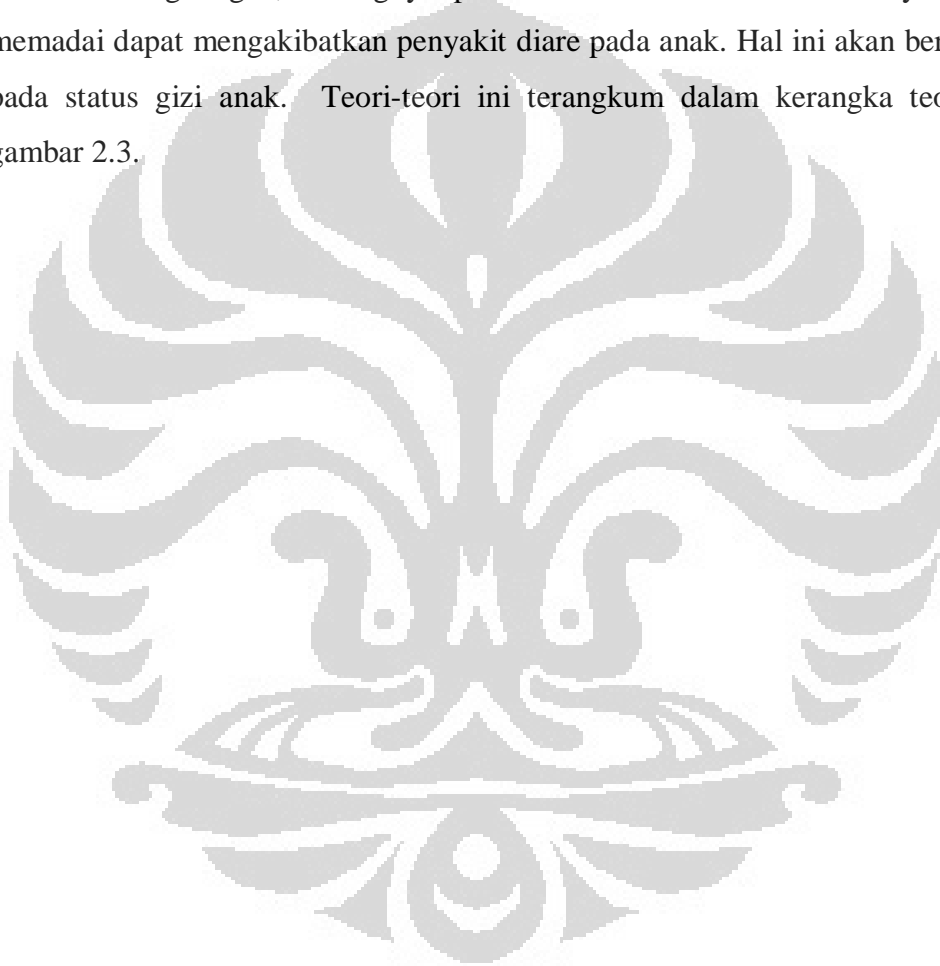 memadai dapat mengakibatkan penyakit diare pada anak. Hal ini akan ber
pada status gizi anak. Teori-teori ini terangkum dalam kerangka teo
gambar 2.3.